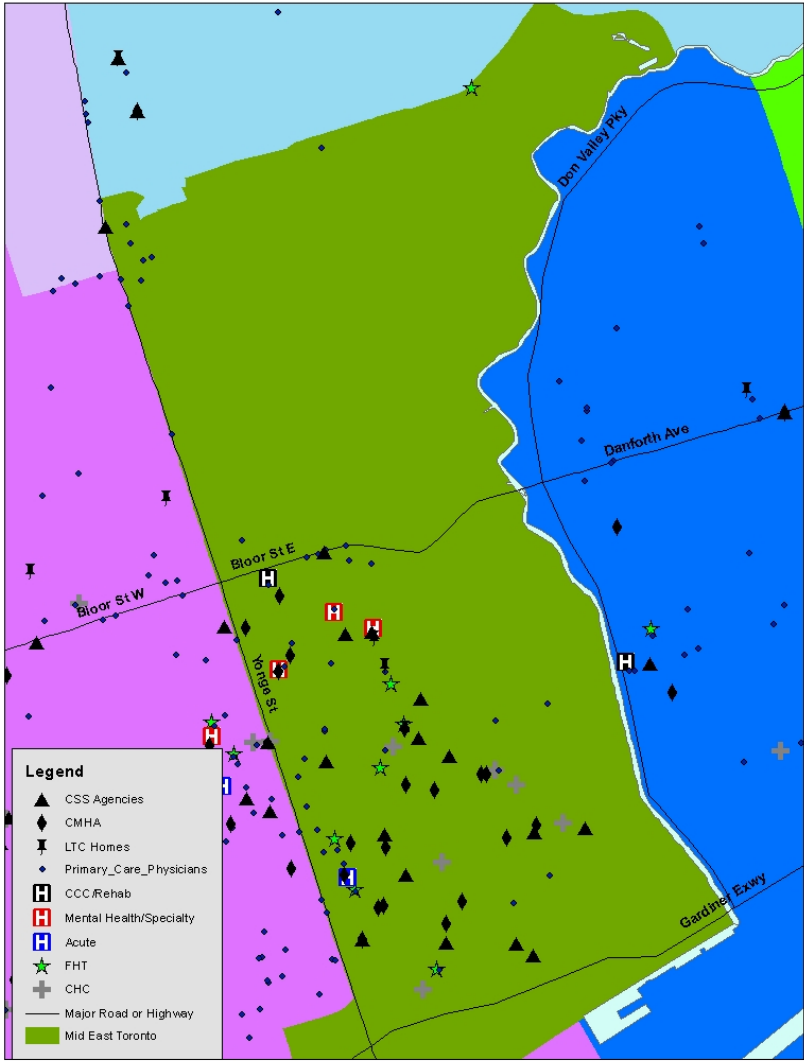 Don Valley Pky
Danforth Ave
Bloor St E
Bloor St W
Yonge St
Gardiner Exwy
Legend
CSS Agencies
CMHA
LTC Homes
Primary_Care_Physicians
H CCC/Rehab
H Mental Health/Specialty
H Acute
FHT
CHC
Major Road or Highway
Mid East Toronto
H
H
H
H
H
H
H
H